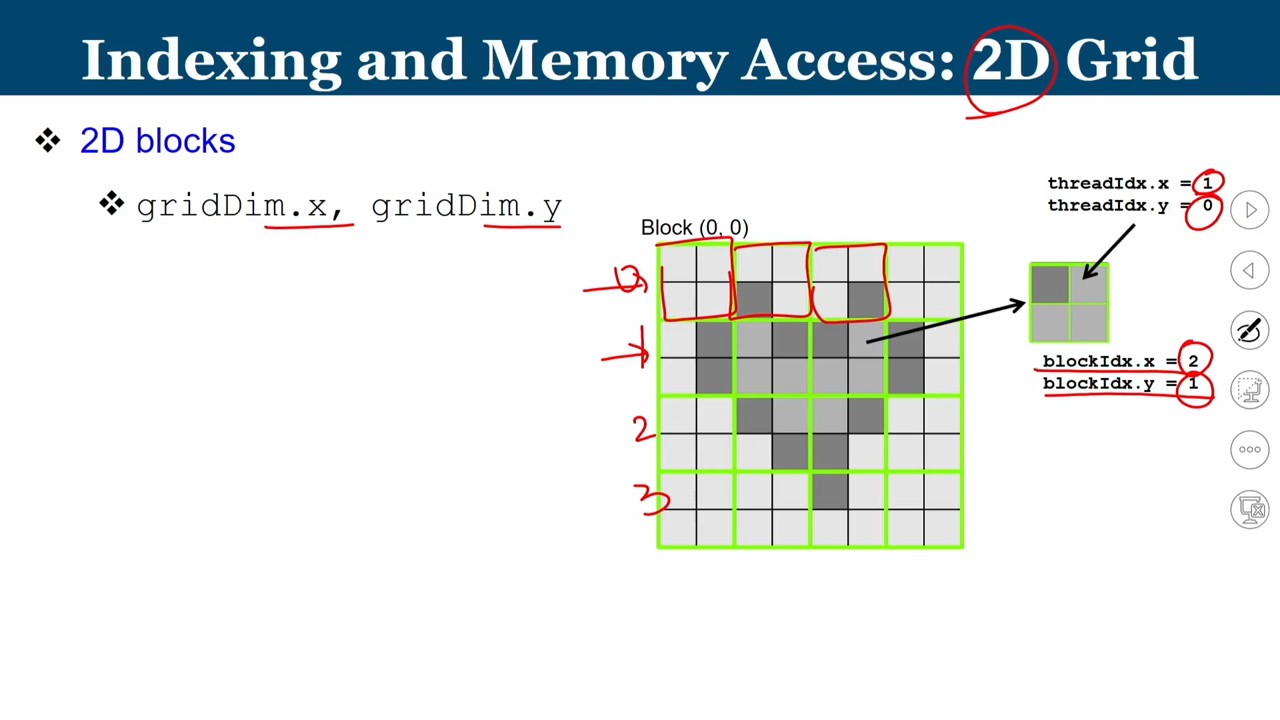 Indexing and Memory Access: 2D Grid
❖ 2D blocks
❖ gridDim.x, gridDim.y
threadIdx.x = 1
threadIdx.y = 0
Block (0, 0)
0,
1
2
3
blockIdx.x = 2
blockIdx.y = 1